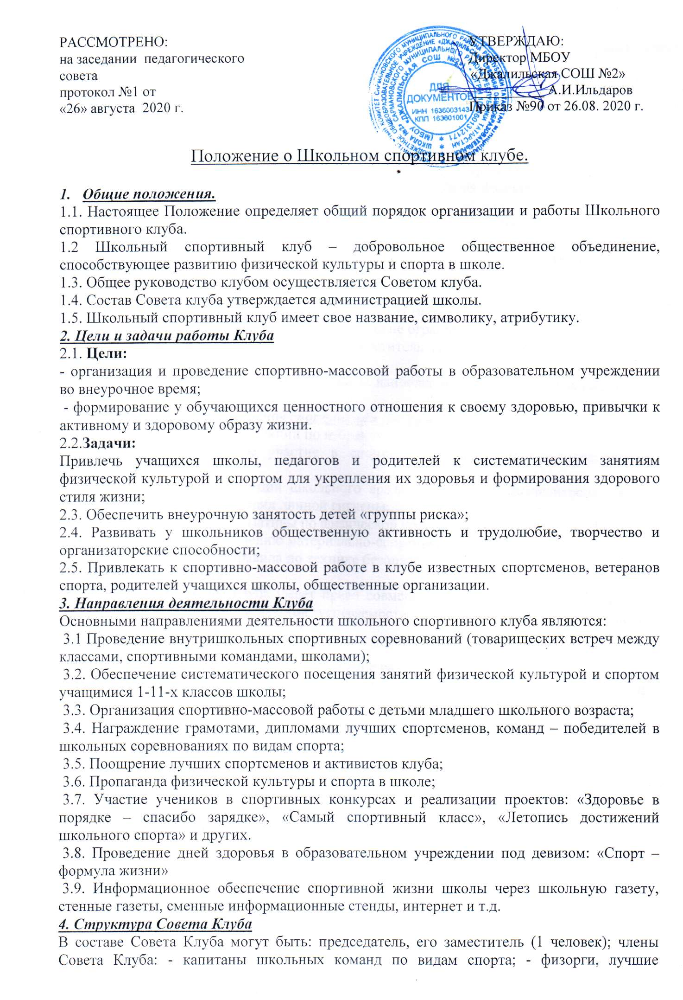 РАССМОТРЕНО:
на заседании педагогического
совета
протокол №1 от
«26» августа 2020 г.
УТВЕРЖДАЮ:
Директор МБОУ
«Джалильская СОШ №2»
А.И.Ильдаров
Приказ №90 от 26.08. 2020 г.
ДЛЯ
ДОКУМЕНТОВ
ИНН 1636003143
КПП 163601001
Положение о Школьном спортивном клубе.
1. Общие положения.
1.1. Настоящее Положение определяет общий порядок организации и работы Школьного
спортивного клуба.
1.2 Школьный спортивный клуб – добровольное общественное объединение,
способствующее развитию физической культуры и спорта в школе.
1.3. Общее руководство клубом осуществляется Советом клуба.
1.4. Состав Совета клуба утверждается администрацией школы.
1.5. Школьный спортивный клуб имеет свое название, символику, атрибутику.
2. Цели и задачи работы Клуба
2.1. Цели:
- организация и проведение спортивно-массовой работы в образовательном учреждении
во внеурочное время;
- формирование у обучающихся ценностного отношения к своему здоровью, привычки к
активному и здоровому образу жизни.
2.2.Задачи:
Привлечь учащихся школы, педагогов и родителей к систематическим занятиям
физической культурой и спортом для укрепления их здоровья и формирования здорового
стиля жизни;
2.3. Обеспечить внеурочную занятость детей «группы риска»;
2.4. Развивать у школьников общественную активность и трудолюбие, творчество и
организаторские способности;
2.5. Привлекать к спортивно-массовой работе в клубе известных спортсменов, ветеранов
спорта, родителей учащихся школы, общественные организации.
3. Направления деятельности Клуба
Основными направлениями деятельности школьного спортивного клуба являются:
3.1 Проведение внутришкольных спортивных соревнований (товарищеских встреч между
классами, спортивными командами, школами);
3.2. Обеспечение систематического посещения занятий физической культурой и спортом
учащимися 1-11-х классов школы;
3.3. Организация спортивно-массовой работы с детьми младшего школьного возраста;
3.4. Награждение грамотами, дипломами лучших спортсменов, команд – победителей в
школьных соревнованиях по видам спорта;
3.5. Поощрение лучших спортсменов и активистов клуба;
3.6. Пропаганда физической культуры и спорта в школе;
3.7. Участие учеников в спортивных конкурсах и реализации проектов: «Здоровье в
порядке – спасибо зарядке», «Самый спортивный класс», «Летопись достижений
школьного спорта» и других.
3.8. Проведение дней здоровья в образовательном учреждении под девизом: «Спорт –
формула жизни»
3.9. Информационное обеспечение спортивной жизни школы через школьную газету,
стенные газеты, сменные информационные стенды, интернет и т.д.
4. Структура Совета Клуба
В составе Совета Клуба могут быть: председатель, его заместитель (1 человек); члены
Совета Клуба: - капитаны школьных команд по видам спорта; - физорги, лучшие